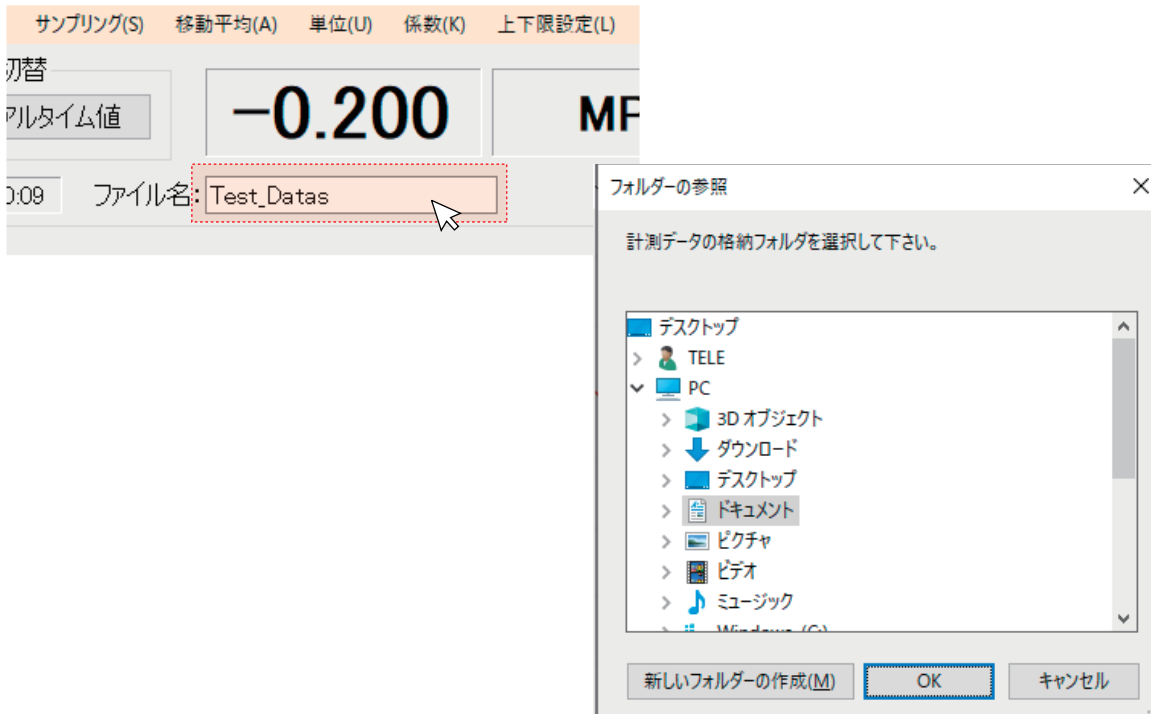 サンプリング(S) 移動平均(A) 単位(U) 係数(K) 上下限設定(L)
切替
アルタイム値
-0.200
MP
0:09 ファイル名: Test_Datas
フォルダーの参照
計測データの格納フォルダを選択して下さい。
デスクトップ
TELE
PC
3D オブジェクト
ダウンロード
デスクトップ
ドキュメント
ピクチャ
ビデオ
ミュージック
Windows (C:)
新しいフォルダーの作成(M) OK キャンセル